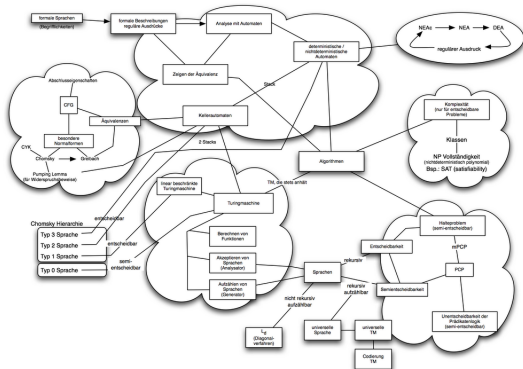 formale Sprachen
(Begrifflichkeiten)
formale Beschreibungen
reguläre Ausdrücke
Analyse mit Automaten
deterministische /
nichtdeterministische
Automaten
NEAε
NEA
DEA
regulärer Ausdruck
Zeigen der Äquivalenz
Stack
Abschlusseigenschaften
CFG
Äquivalenzen
besondere
Normalformen
CYK
Chomsky
Greibach
Pumping Lemma
(für Widerspruchsbeweise)
Kellerautomaten
2 Stacks
Algorithmen
Komplexität
(nur für entscheidbare
Probleme)
Klassen
NP Vollständigkeit
(nichtdeterministisch polynomial)
Bsp.: SAT (satisfiability)
TM, die stets anhält
linear beschränkte
Turingmaschine
Turingmaschine
Chomsky Hierarchie
Typ 3 Sprache
Typ 2 Sprache
Typ 1 Sprache
Typ 0 Sprache
entscheidbar
entscheidbar
semi-
entscheidbar
Berechnen von
Funktionen
Akzeptieren von
Sprachen
(Analysator)
Aufzählen von
Sprachen
(Generator)
Sprachen
rekursiv
rekursiv
aufzählbar
nicht rekursiv
aufzählbar
Entscheidbarkeit
Semientscheidbarkeit
Halteproblem
(semi-entscheidbar)
mPCP
PCP
Unentscheidbarkeit der
Prädikatenlogik
(semi-entscheidbar)
(Diagonal-
verfahren)
universelle
Sprache
universelle
TM
Codierung
TM